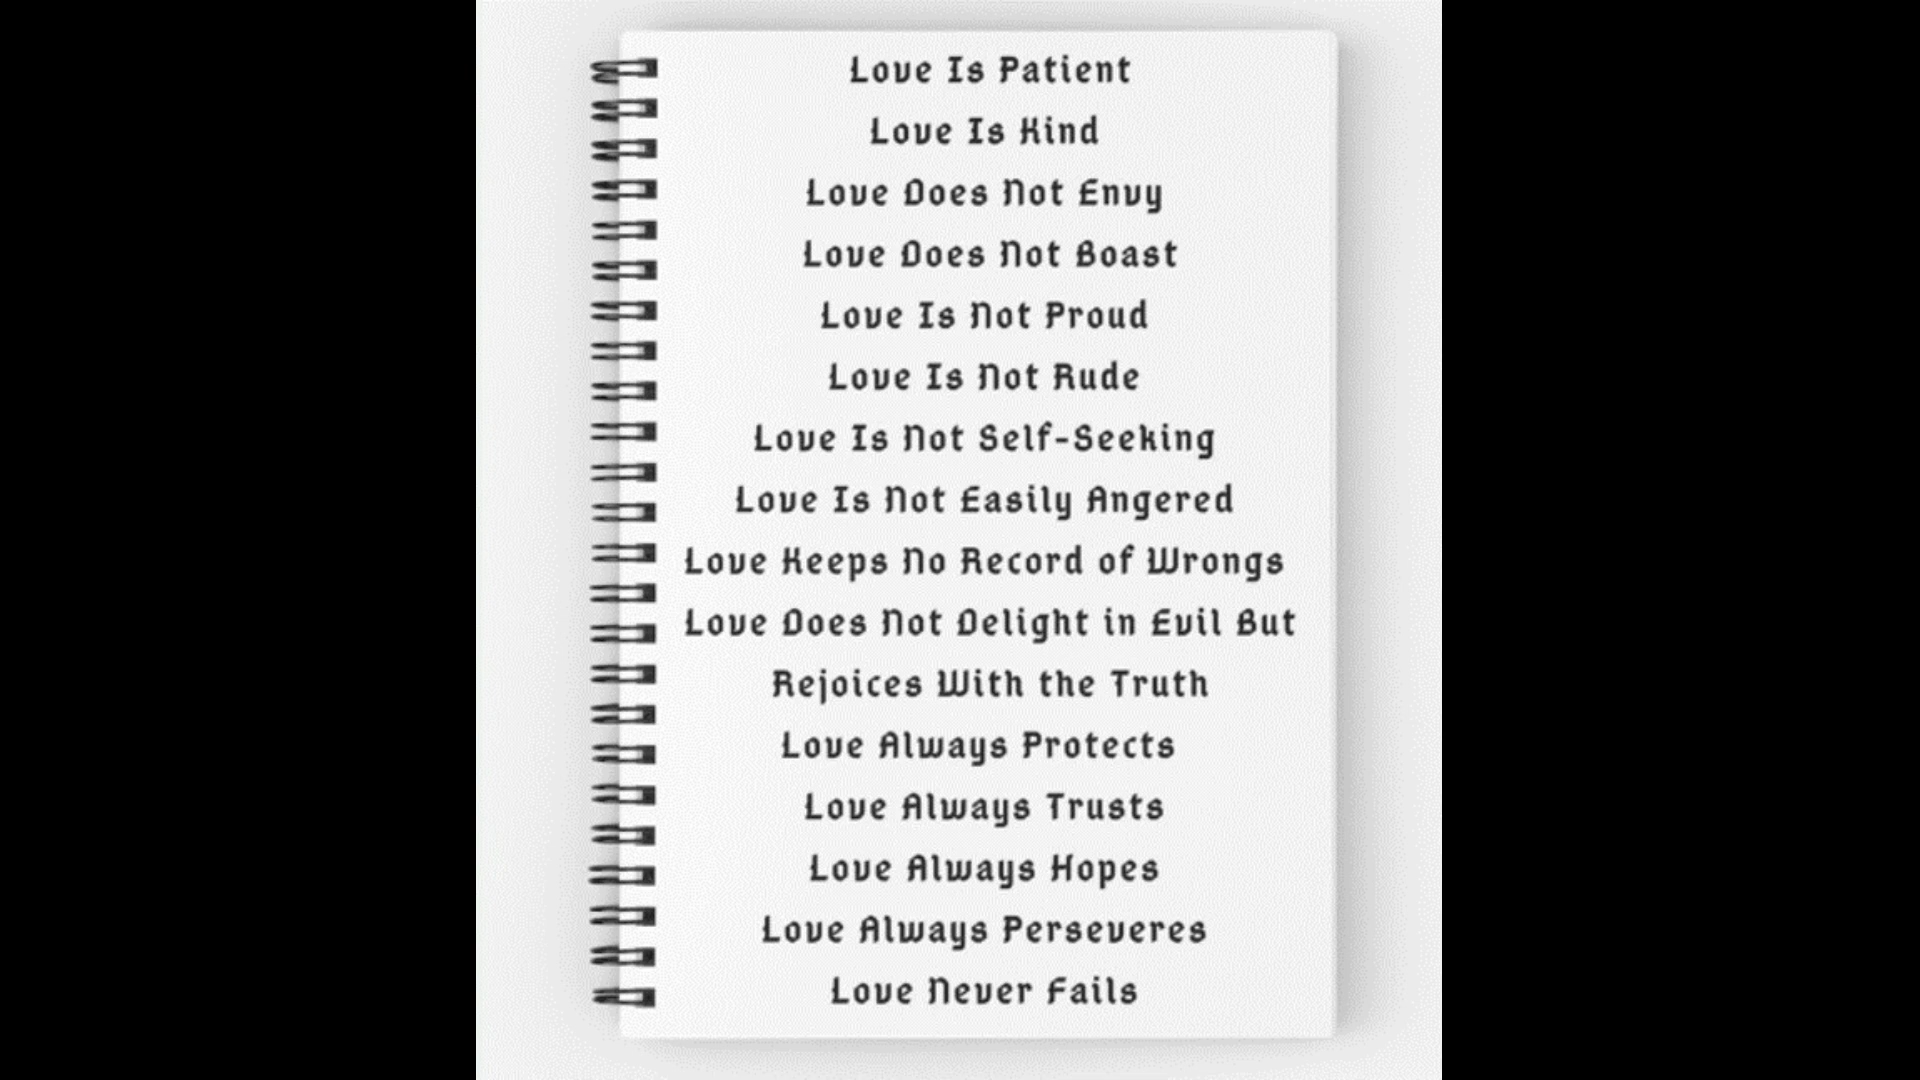 Love Is Patient
Love Is Kind
Love Does Not Envy
Love Does Not Boast
Love Is Not Proud
Love Is Not Rude
Love Is Not Self-Seeking
Love Is Not Easily Angered
Love Keeps No Record of Wrongs
Love Does Not Delight in Evil But
Rejoices With the Truth
Love Always Protects
Love Always Trusts
Love Always Hopes
Love Always Perseveres
Love Never Fails